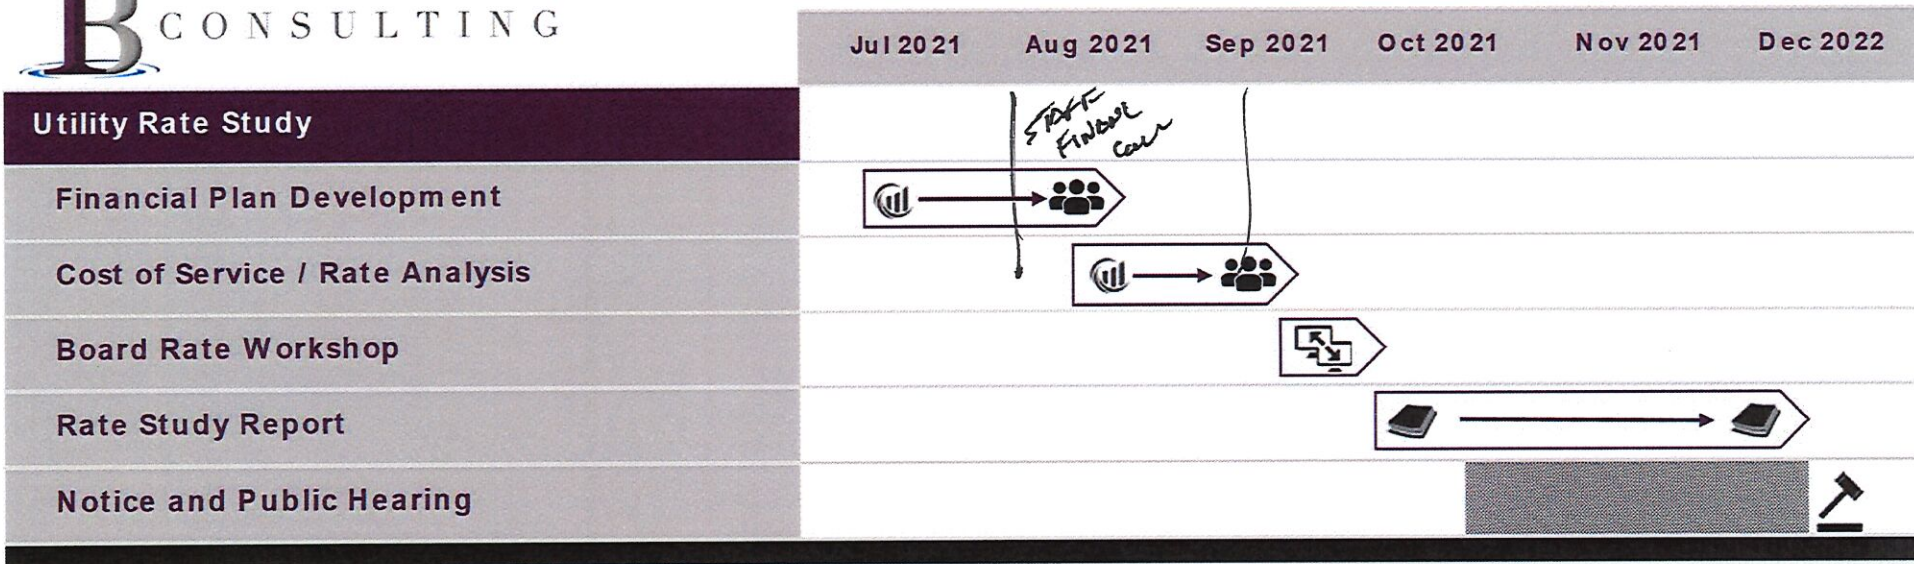 B CONSULTING
Jul 2021 Aug 2021 Sep 2021 Oct 2021 Nov 2021 Dec 2022
Utility Rate Study
STAFF
FINANCE
Financial Plan Development
Cost of Service / Rate Analysis
Board Rate Workshop
Rate Study Report
Notice and Public Hearing